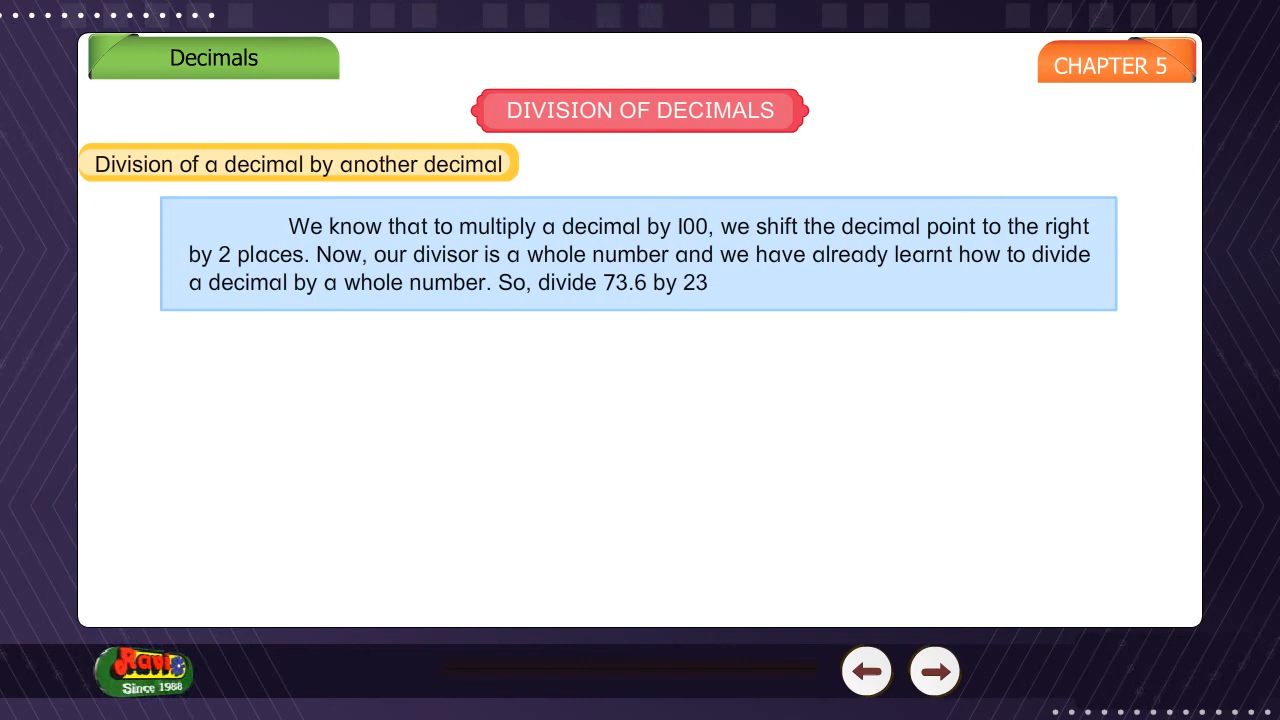 Decimals
CHAPTER 5
DIVISION OF DECIMALS
Division of a decimal by another decimal
We know that to multiply a decimal by I00, we shift the decimal point to the right
by 2 places. Now, our divisor is a whole number and we have already learnt how to divide
a decimal by a whole number. So, divide 73.6 by 23
Ravi
Since 1988